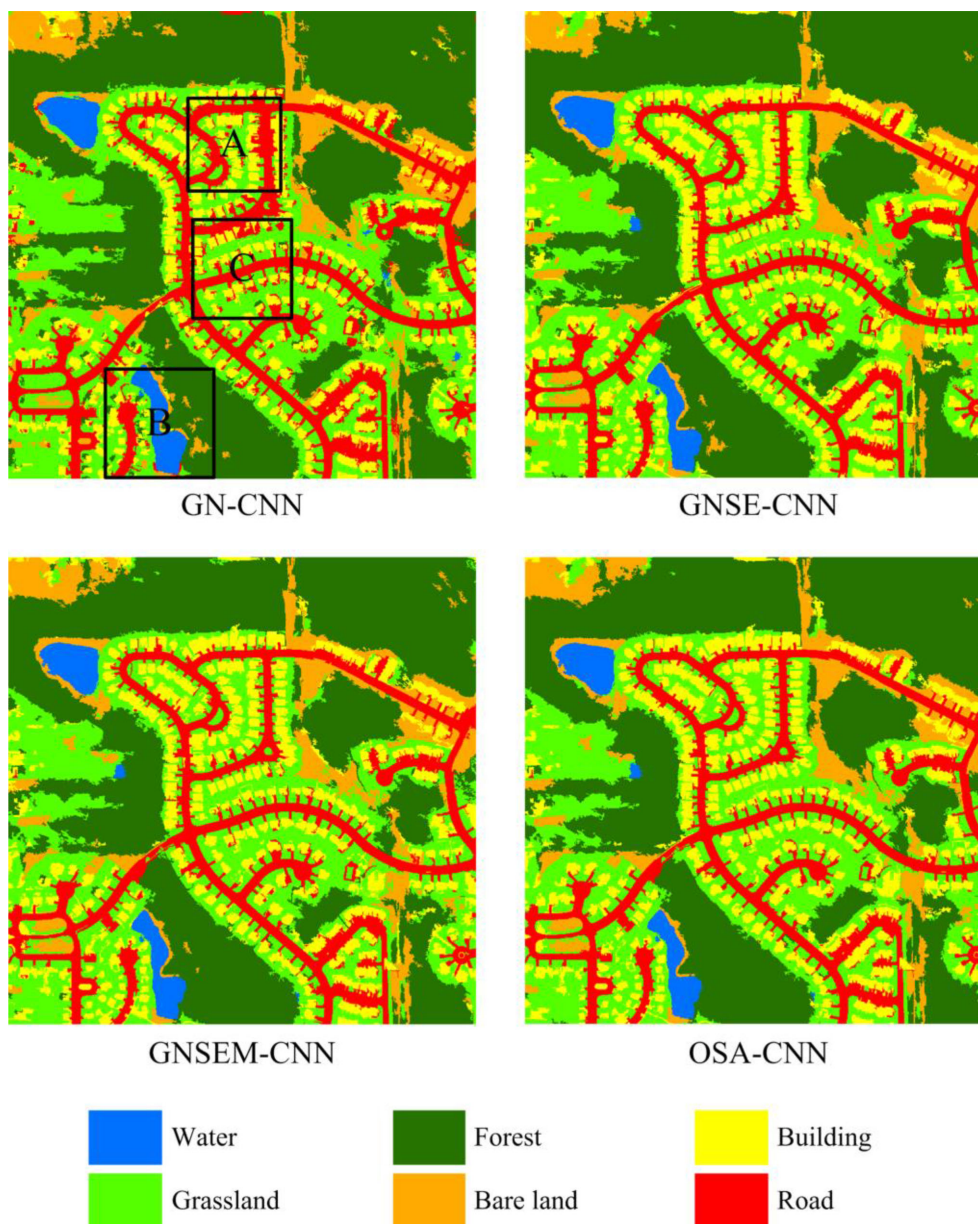 A
C
B
GN-CNN
GNSE-CNN
GNSEM-CNN
OSA-CNN
Water
Forest
Building
Grassland
Bare land
Road